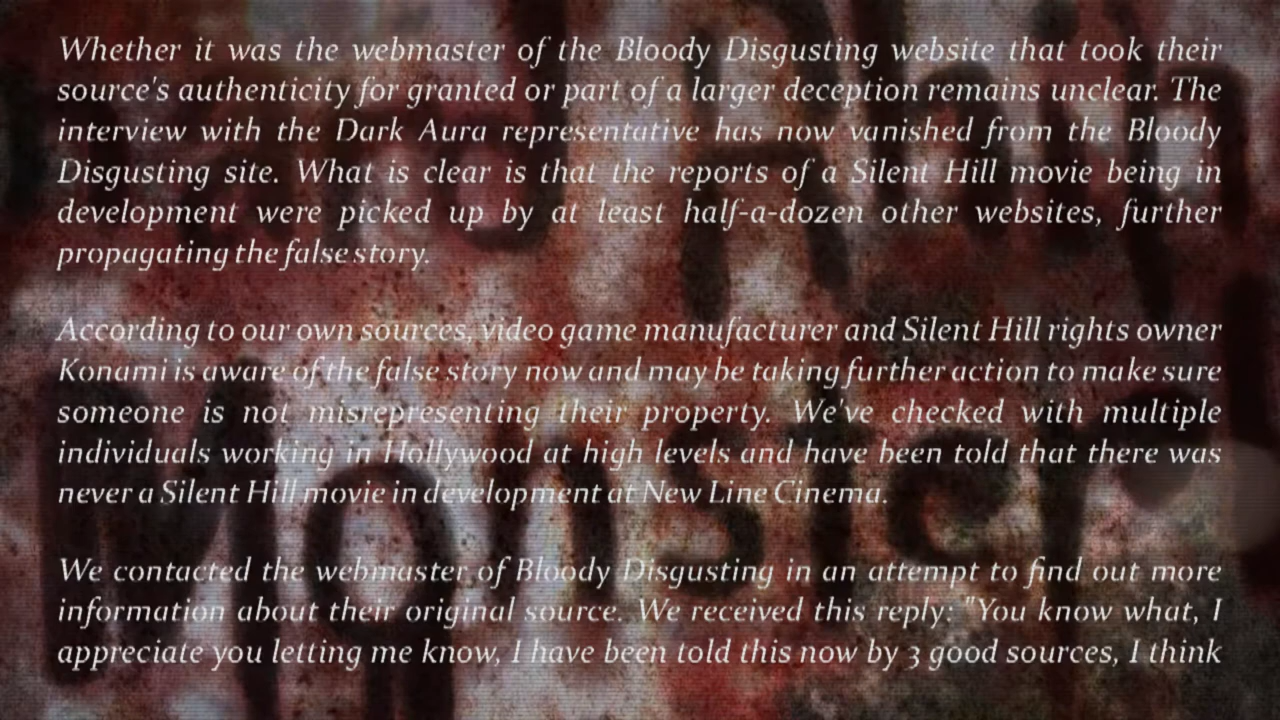 Whether it was the webmaster of the Bloody Disgusting website that took their
source's authenticity for granted or part of a larger deception remains unclear. The
interview with the Dark Aura representative has now vanished from the Bloody
Disgusting site. What is clear is that the reports of a Silent Hill movie being in
development were picked up by at least half-a-dozen other websites, further
propagating the false story.
According to our own sources, video game manufacturer and Silent Hill rights owner
Konami is aware of the false story now and may be taking further action to make sure
someone is not misrepresenting their property. We've checked with multiple
individuals working in Hollywood at high levels and have been told that there was
never a Silent Hill movie in development at New Line Cinema.
We contacted the webmaster of Bloody Disgusting in an attempt to find out more
information about their original source. We received this reply: "You know what, I
appreciate you letting me know, I have been told this now by 3 good sources, I think